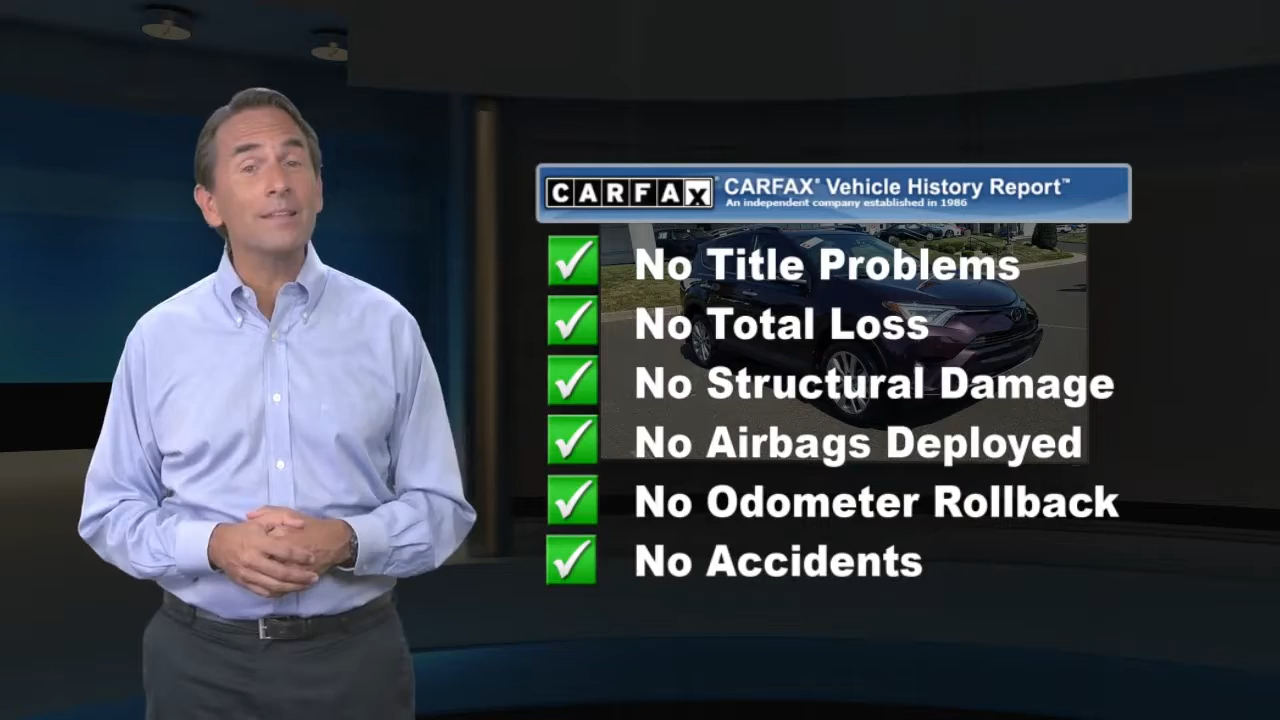 CARFAX
CARFAX® Vehicle History Report™
An independent company established in 1986
No Title Problems
No Total Loss
No Structural Damage
No Airbags Deployed
No Odometer Rollback
No Accidents